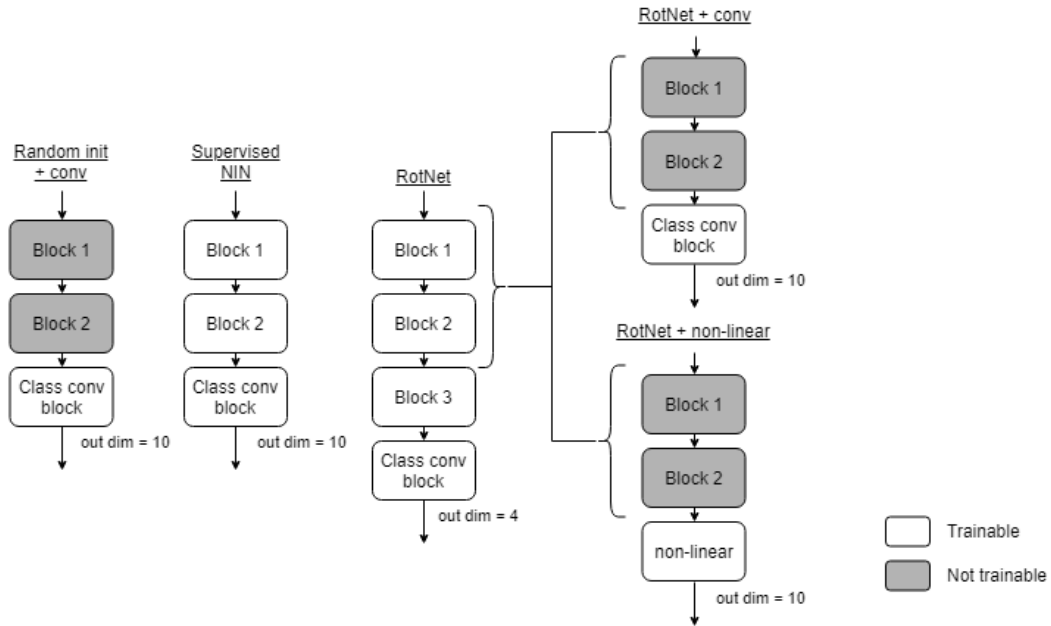 Random init
+ conv
Block 1
Block 2
Class conv
block
out dim = 10
Supervised
NIN
Block 1
Block 2
Class conv
block
out dim = 10
RotNet
Block 1
Block 2
Block 3
Class conv
block
out dim = 4
RotNet + conv
Block 1
Block 2
Class conv
block
out dim = 10
RotNet + non-linear
Block 1
Block 2
non-linear
out dim = 10
Trainable
Not trainable